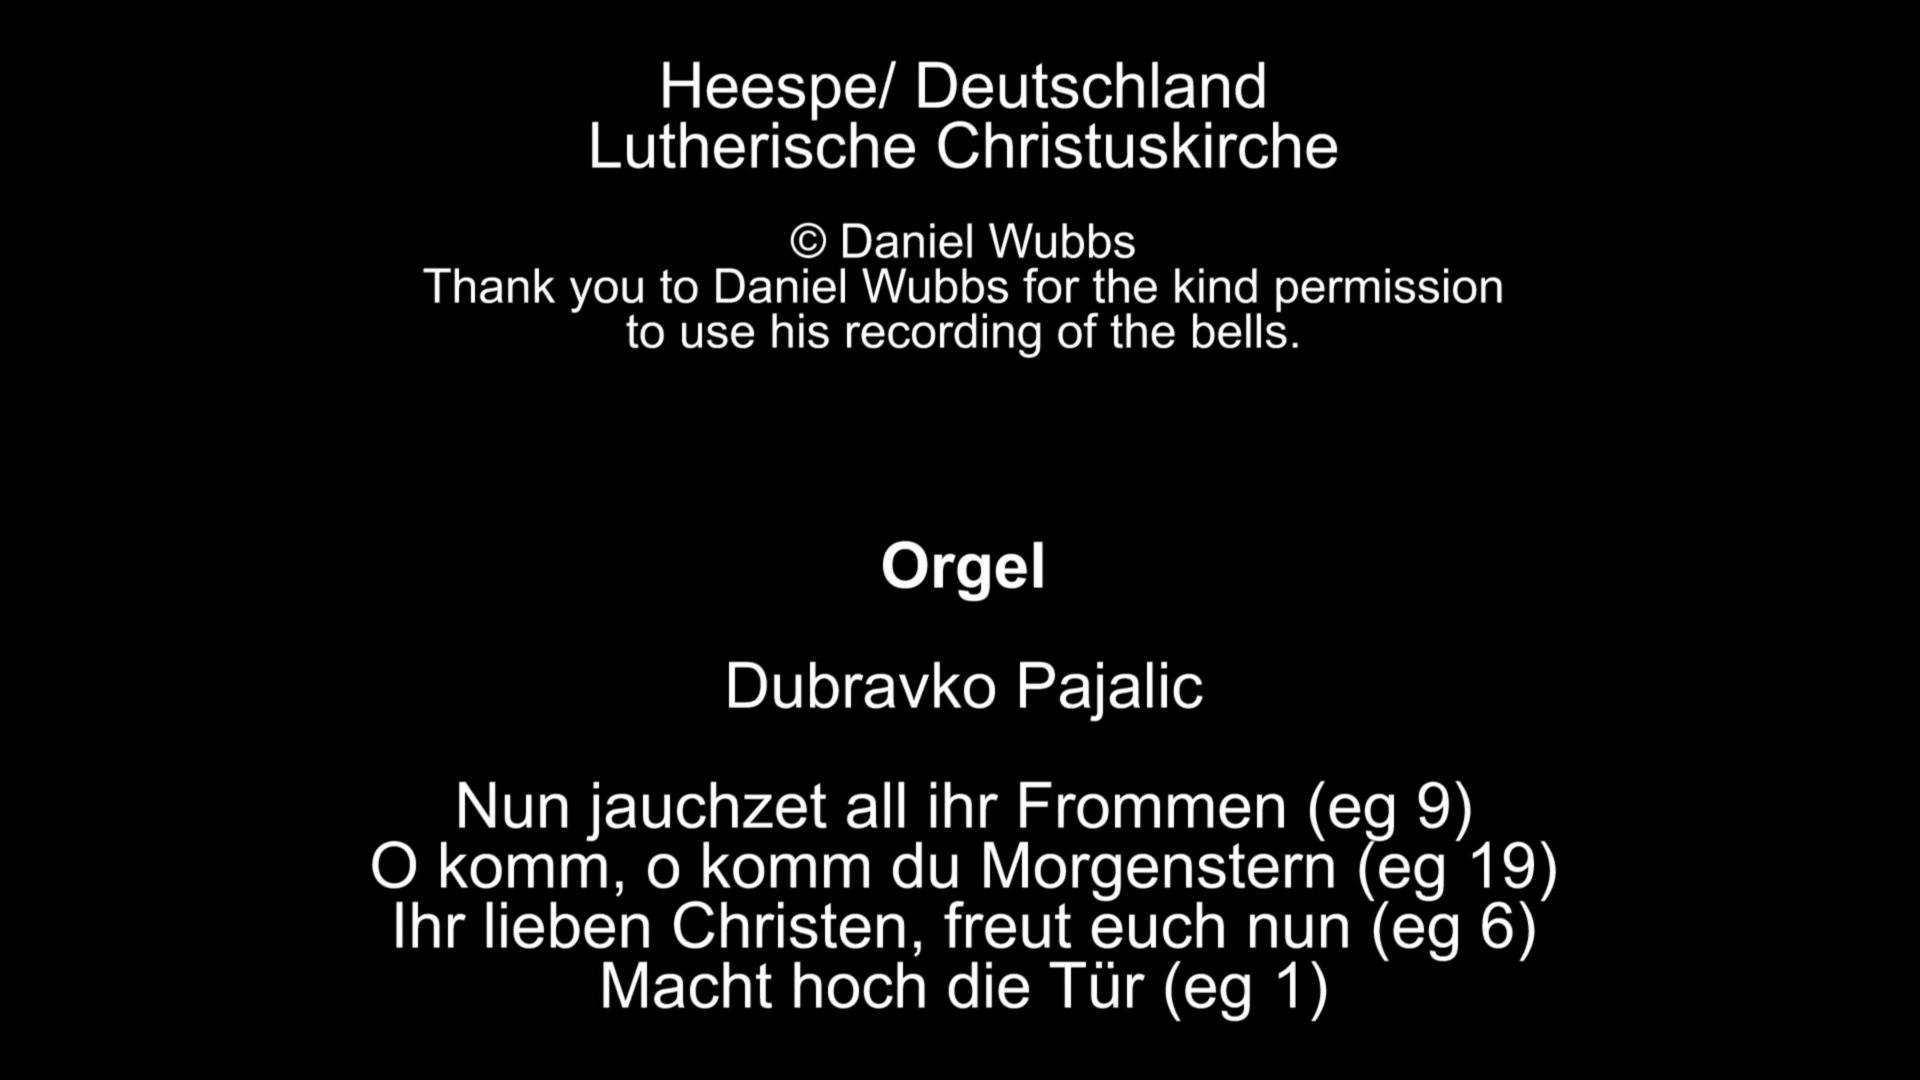 Heespe/ Deutschland
Lutherische Christuskirche
© Daniel Wubbs
Thank you to Daniel Wubbs for the kind permission
to use his recording of the bells.
Orgel
Dubravko Pajalic
Nun jauchzet all ihr Frommen (eg 9)
O komm, o komm du Morgenstern (eg 19)
Ihr lieben Christen, freut euch nun (eg 6)
Macht hoch die Tür (eg 1)